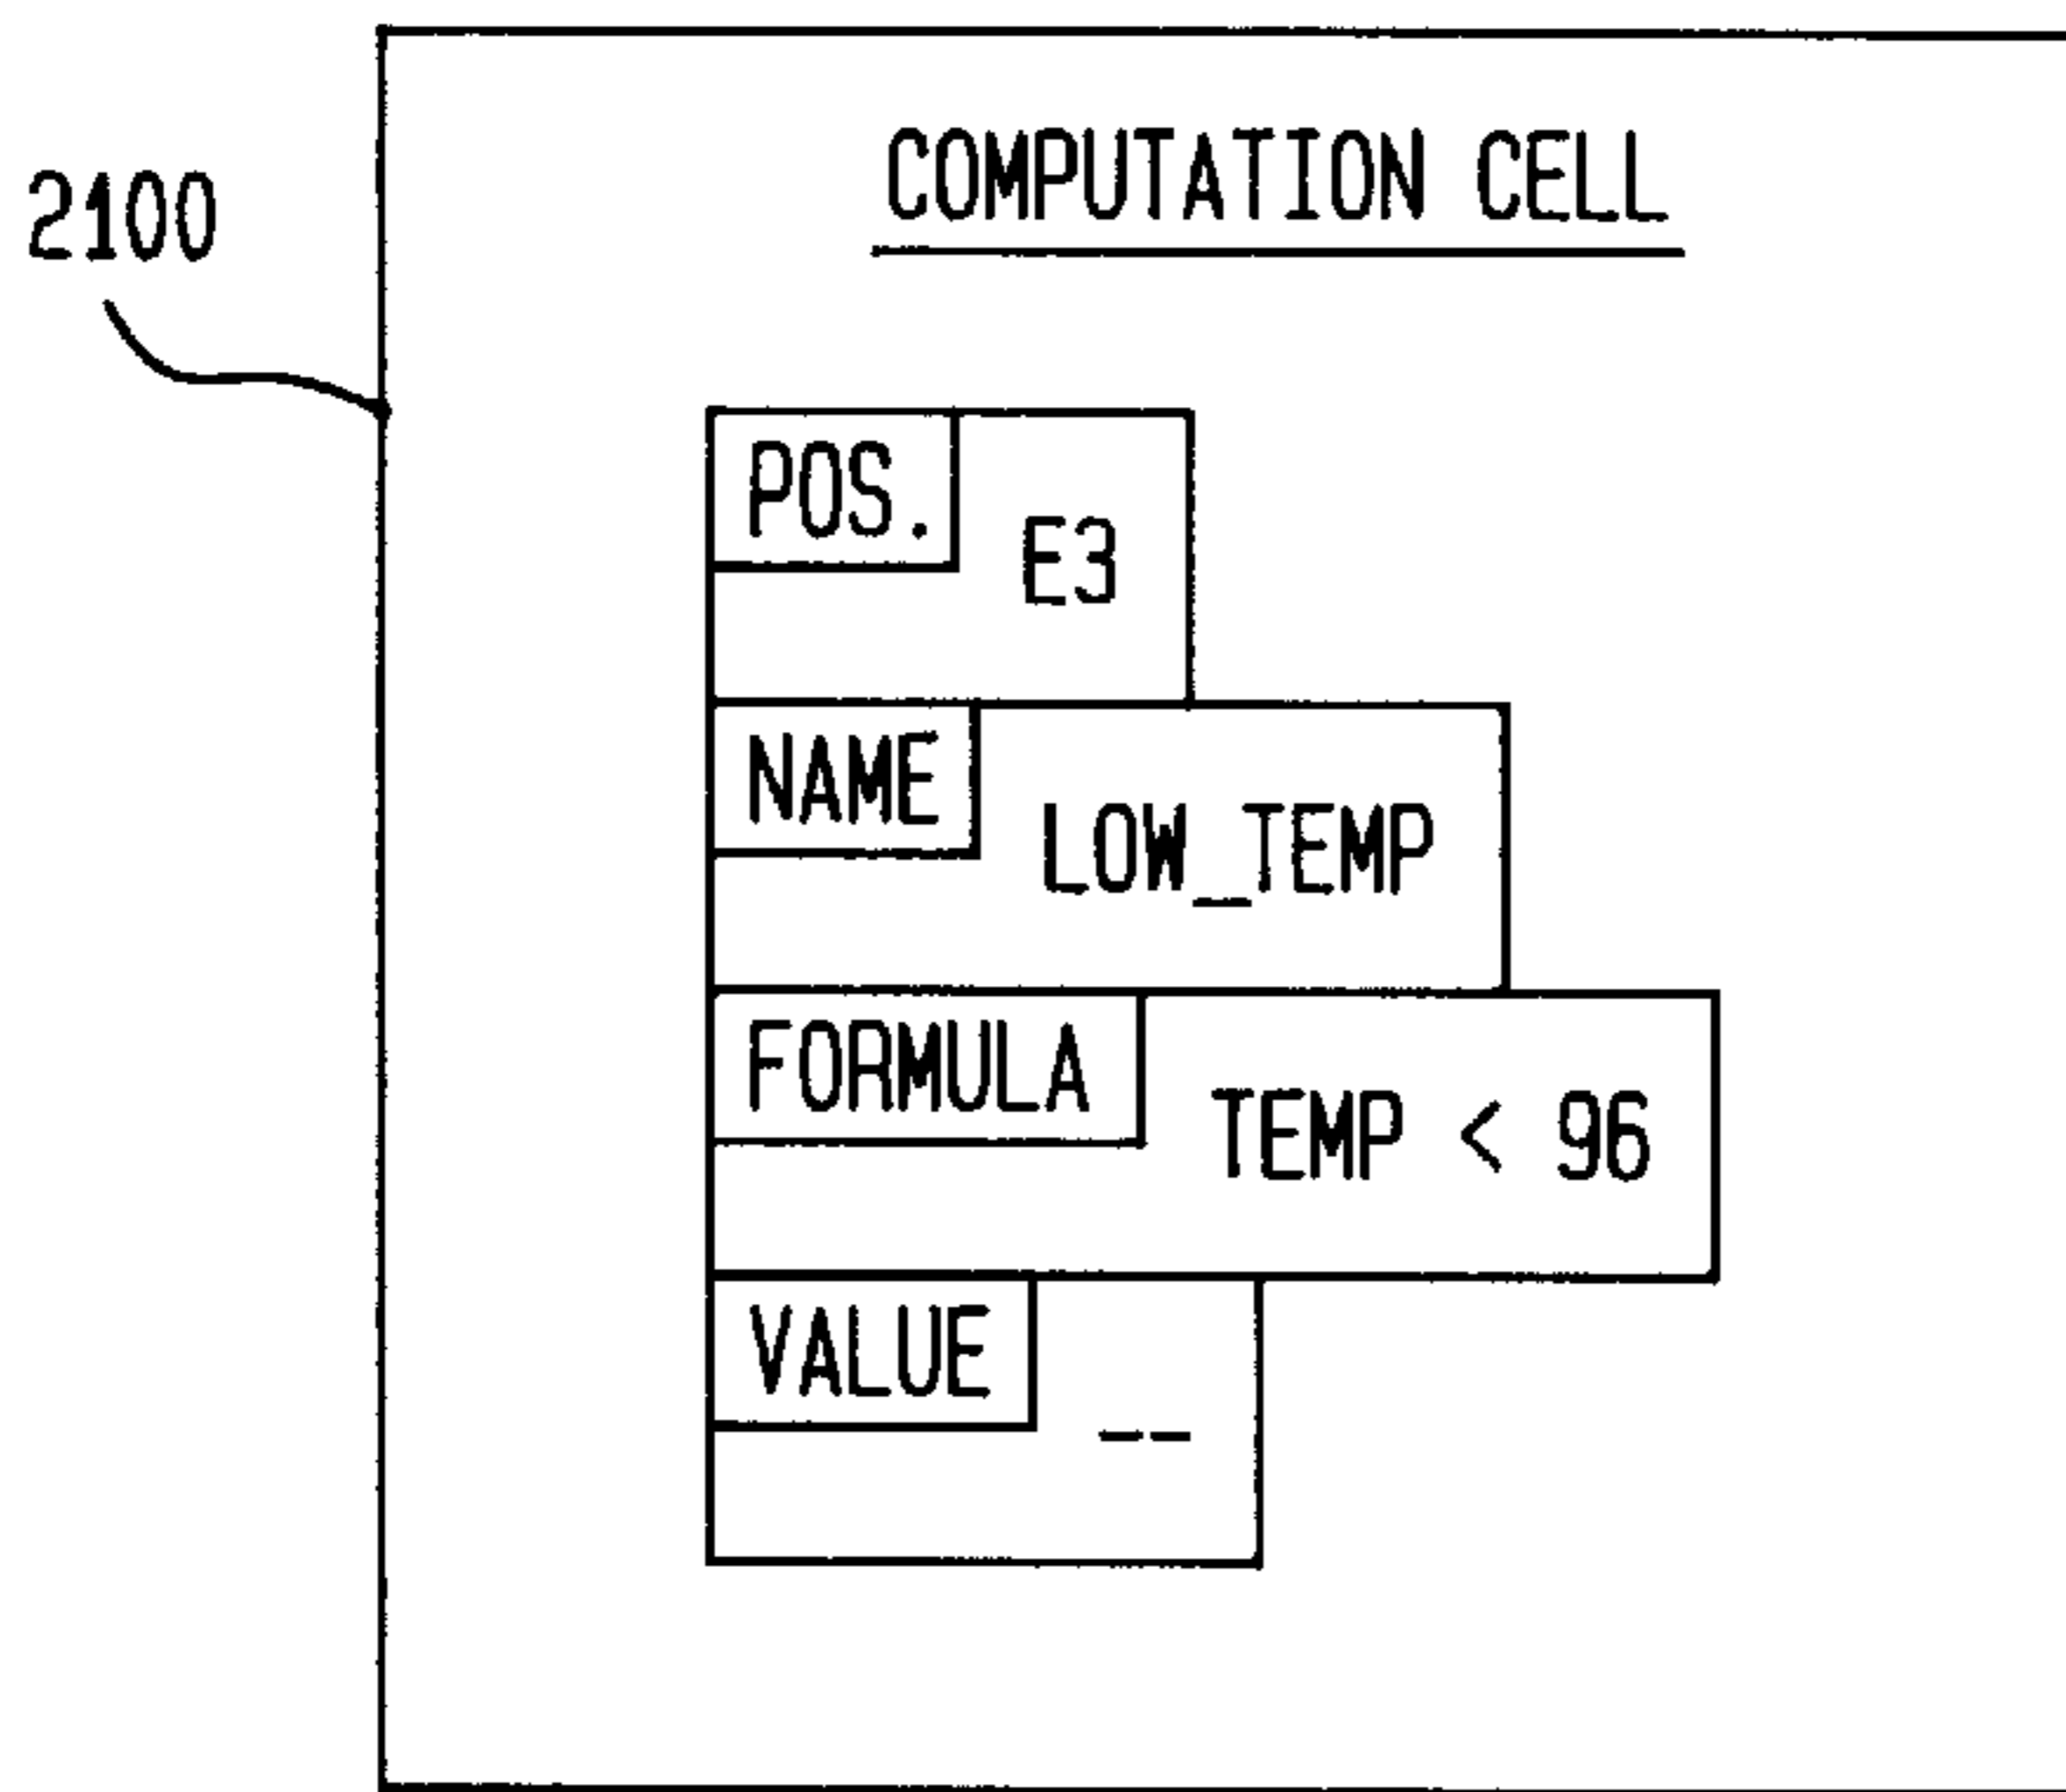 COMPUTATION CELL
2100
POS.
E3
NAME
LOW_TEMP
FORMULA
TEMP < 96
VALUE
--